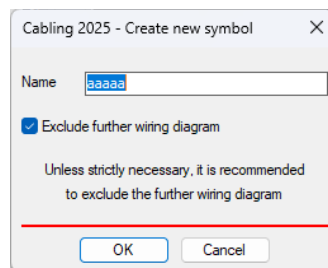 Cabling 2025 - Create new symbol
Name aaaaa
Exclude further wiring diagram
Unless strictly necessary, it is recommended
to exclude the further wiring diagram
OK Cancel